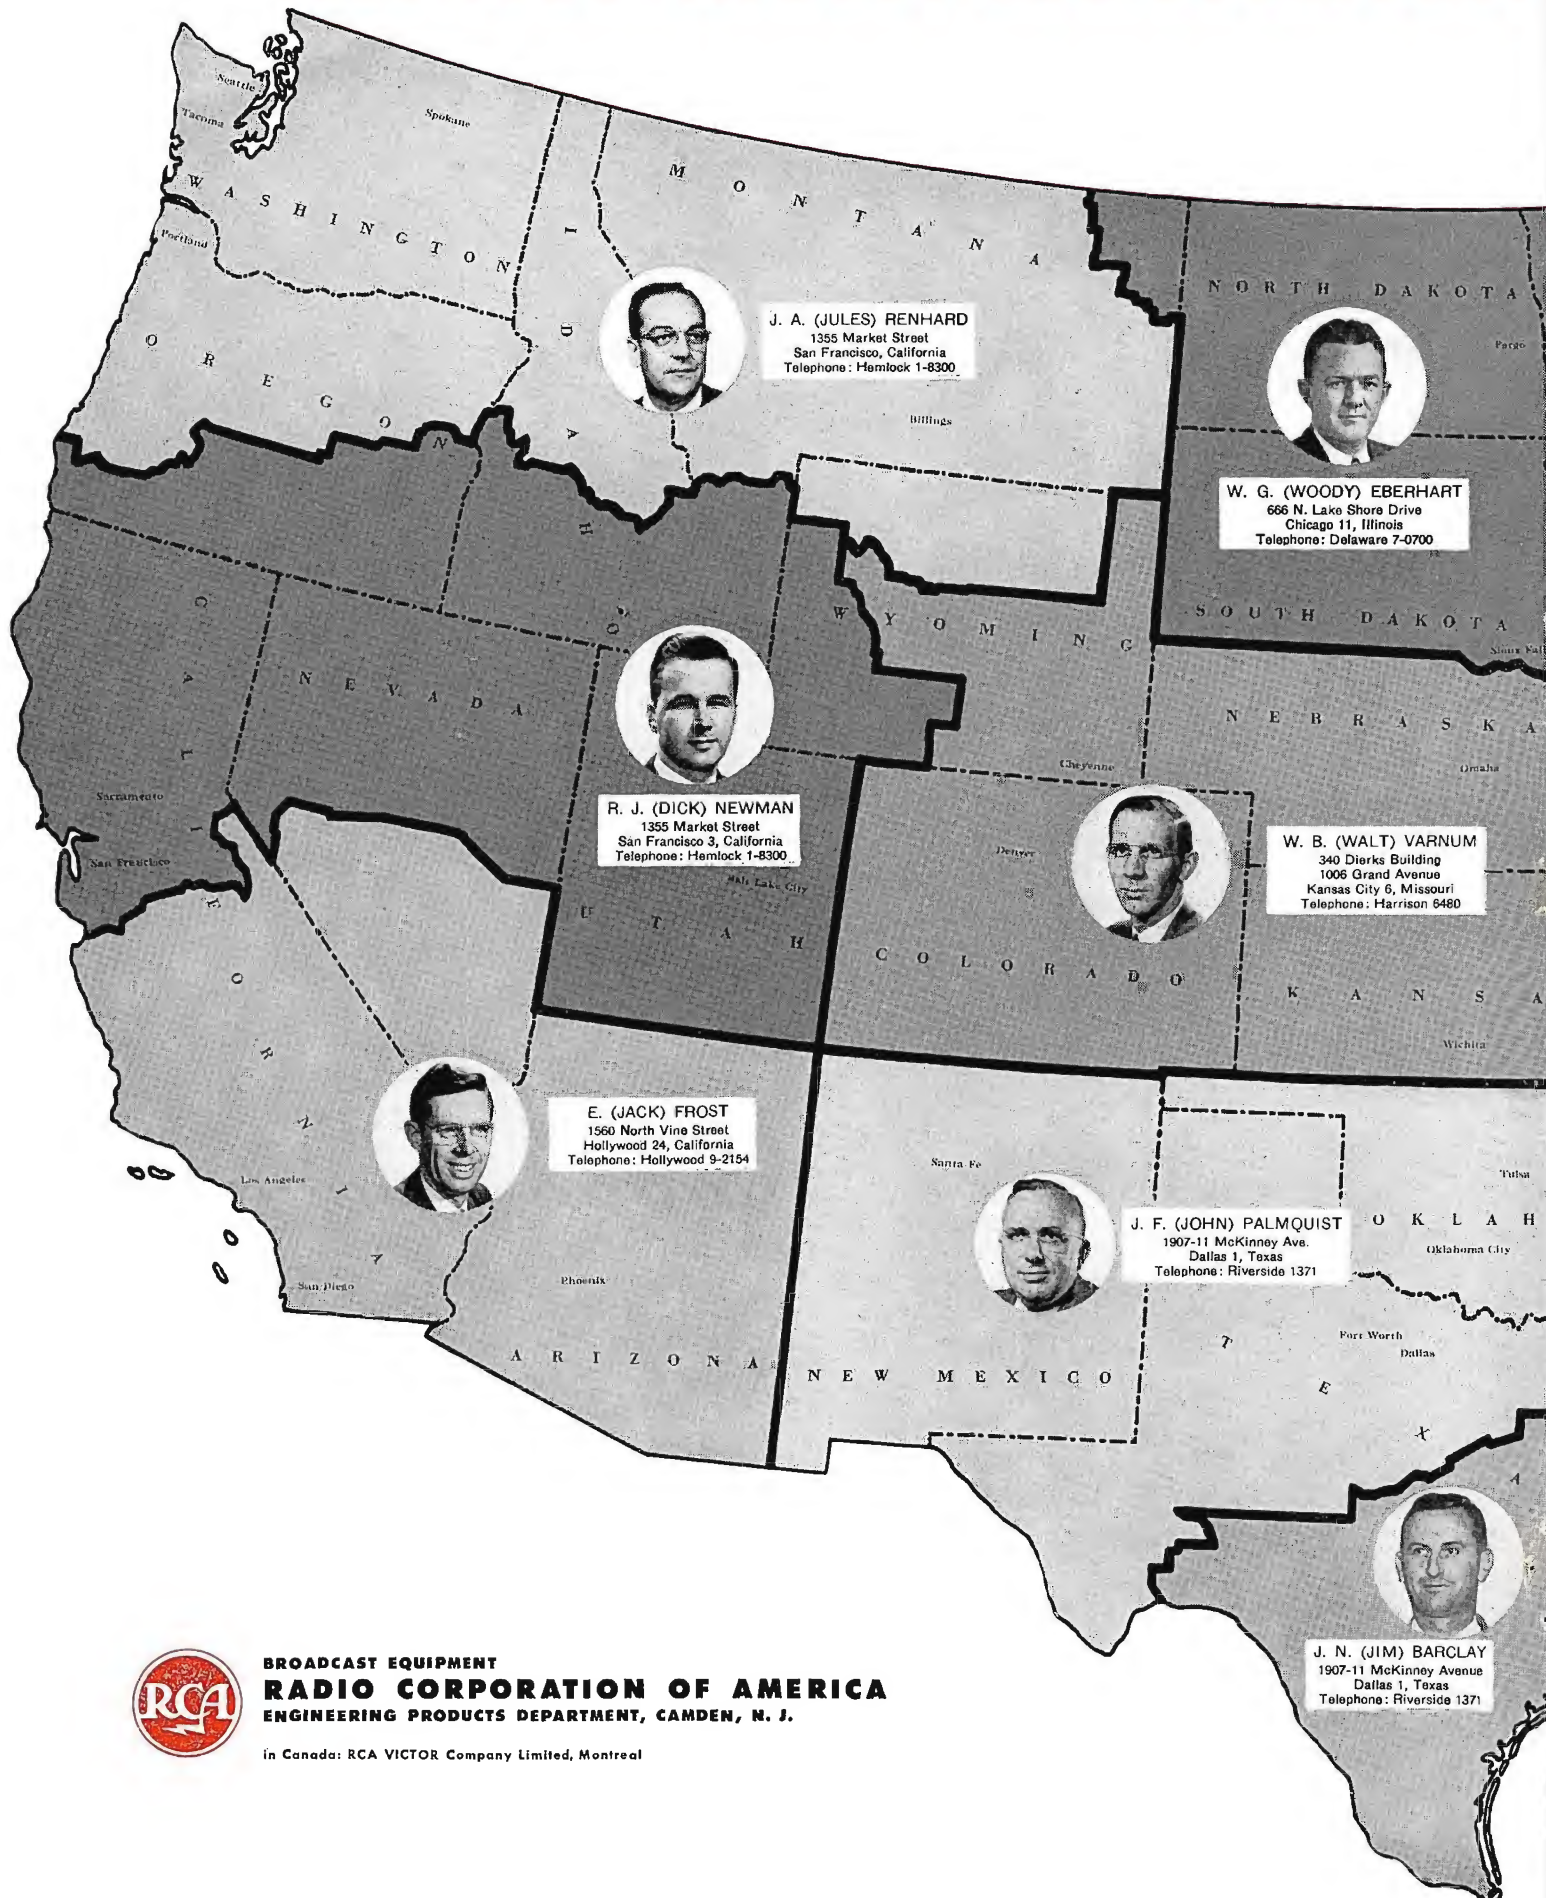 Seattle
Tacoma
Spokane
WASHINGTON
Portland
OREGON
IDAHO
MONTANA
Billings
J. A. (JULES) RENHARD
1355 Market Street
San Francisco, California
Telephone: Hemlock 1-8300
NORTH DAKOTA
Fargo
W. G. (WOODY) EBERHART
666 N. Lake Shore Drive
Chicago 11, Illinois
Telephone: Delaware 7-0700
SOUTH DAKOTA
WYOMING
Cheyenne
NEBRASKA
Omaha
CALIFORNIA
Sacramento
San Francisco
NEVADA
R. J. (DICK) NEWMAN
1355 Market Street
San Francisco 3, California
Telephone: Hemlock 1-8300
Salt Lake City
UTAH
Denver
COLORADO
W. B. (WALT) VARNUM
340 Dierks Building
1006 Grand Avenue
Kansas City 6, Missouri
Telephone: Harrison 6480
KANSA
Wichita
E. (JACK) FROST
1560 North Vine Street
Hollywood 24, California
Telephone: Hollywood 9-2154
Los Angeles
San Diego
Phoenix
ARIZONA
Santa Fe
NEW MEXICO
J. F. (JOHN) PALMQUIST
1907-11 McKinney Ave.
Dallas 1, Texas
Telephone: Riverside 1371
Tulsa
OKLAH
Oklahoma City
Fort Worth
Dallas
TEXA
J. N. (JIM) BARCLAY
1907-11 McKinney Avenue
Dallas 1, Texas
Telephone: Riverside 1371
RCA
BROADCAST EQUIPMENT
RADIO CORPORATION OF AMERICA
ENGINEERING PRODUCTS DEPARTMENT, CAMDEN, N. J.
in Canada: RCA VICTOR Company Limited, Montreal